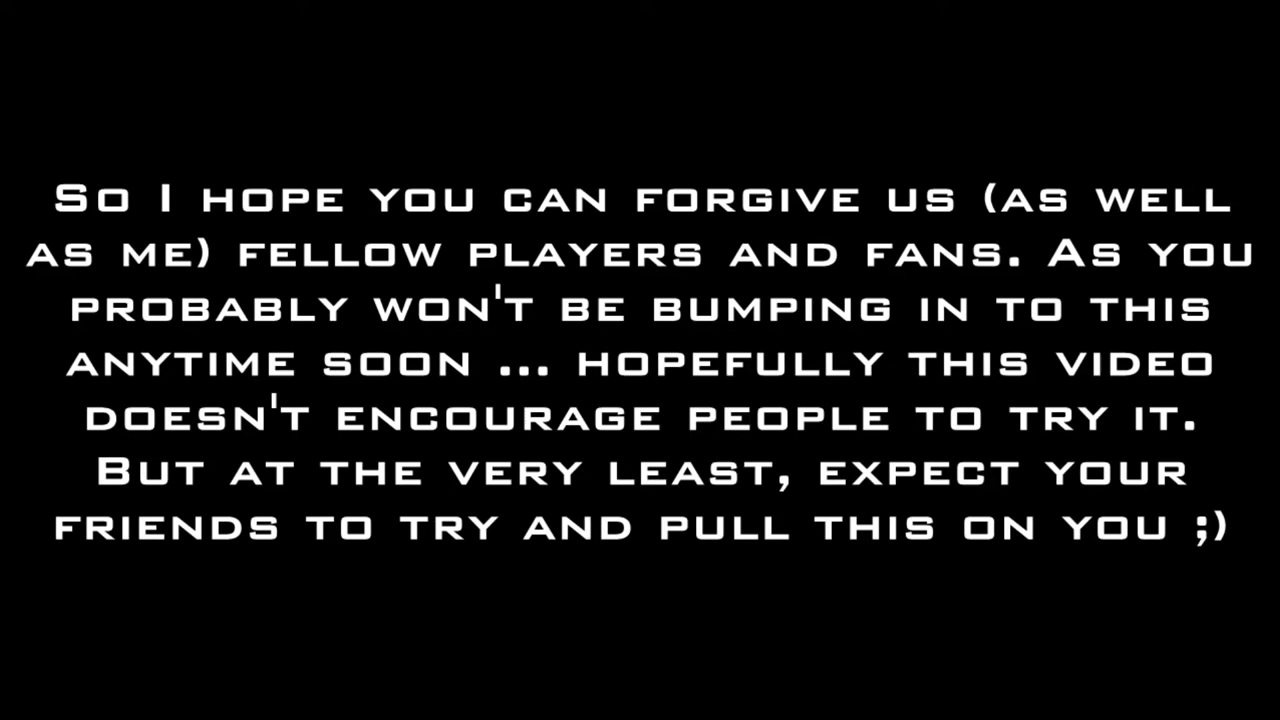 So I hope you can forgive us (as well
as me) fellow players and fans. As you
probably won't be bumping in to this
anytime soon ... hopefully this video
doesn't encourage people to try it.
But at the very least, expect your
friends to try and pull this on you ;)